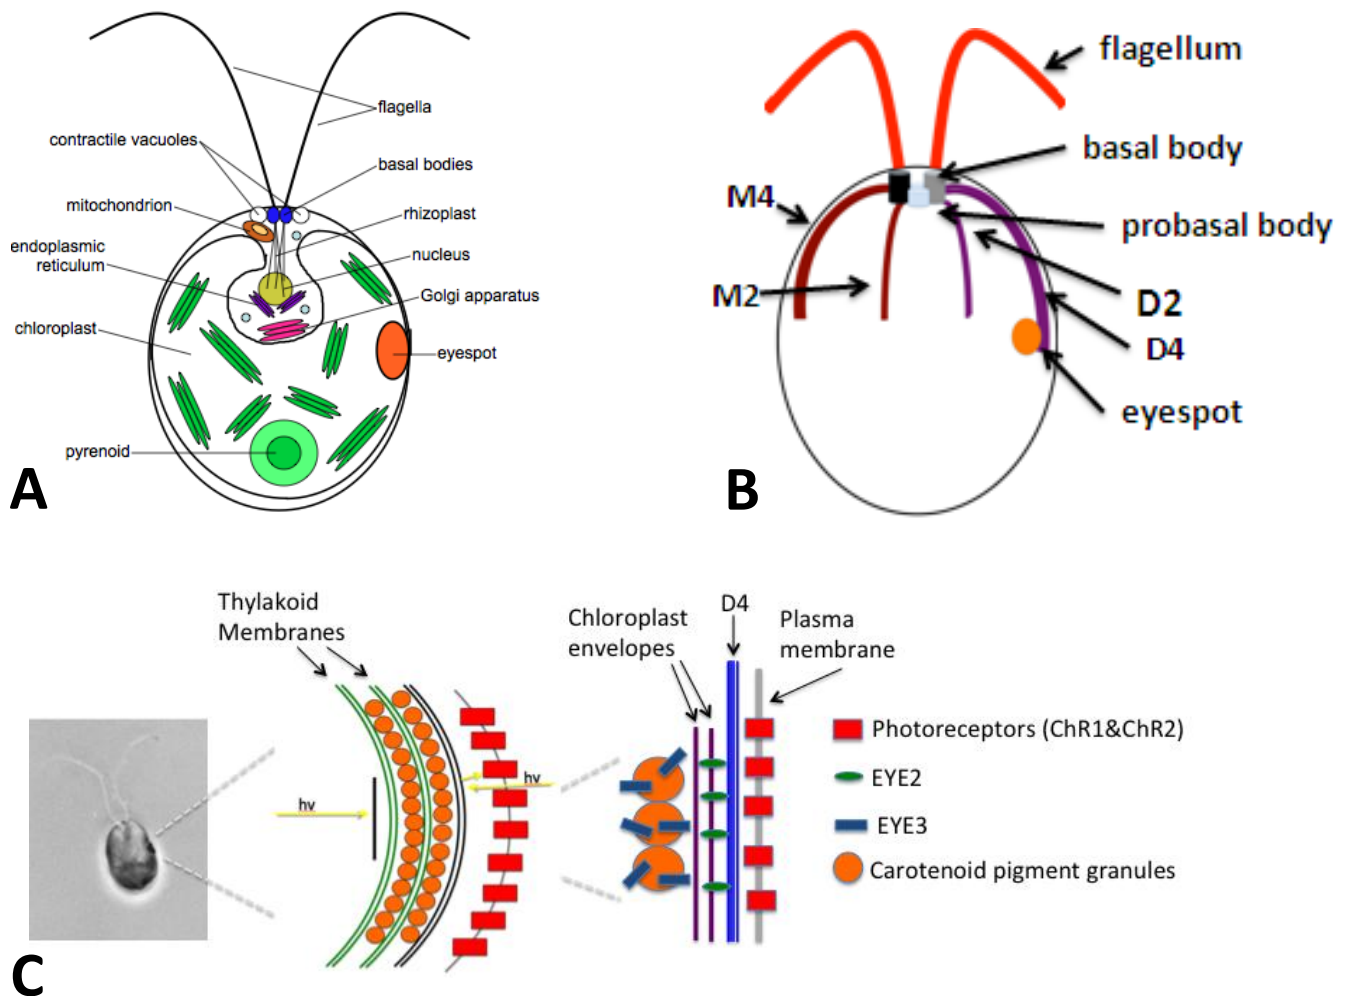 flagella
contractile vacuoles
basal bodies
mitochondrion
rhizoplast
endoplasmic
reticulum
nucleus
Golgi apparatus
chloroplast
eyespot
pyrenoid
A
flagellum
basal body
M4
probasal body
M2
D2
D4
eyespot
B
Thylakoid
Membranes
Chloroplast
envelopes
D4
Plasma
membrane
hv
hv
Photoreceptors (ChR1&ChR2)
EYE2
EYE3
Carotenoid pigment granules
C